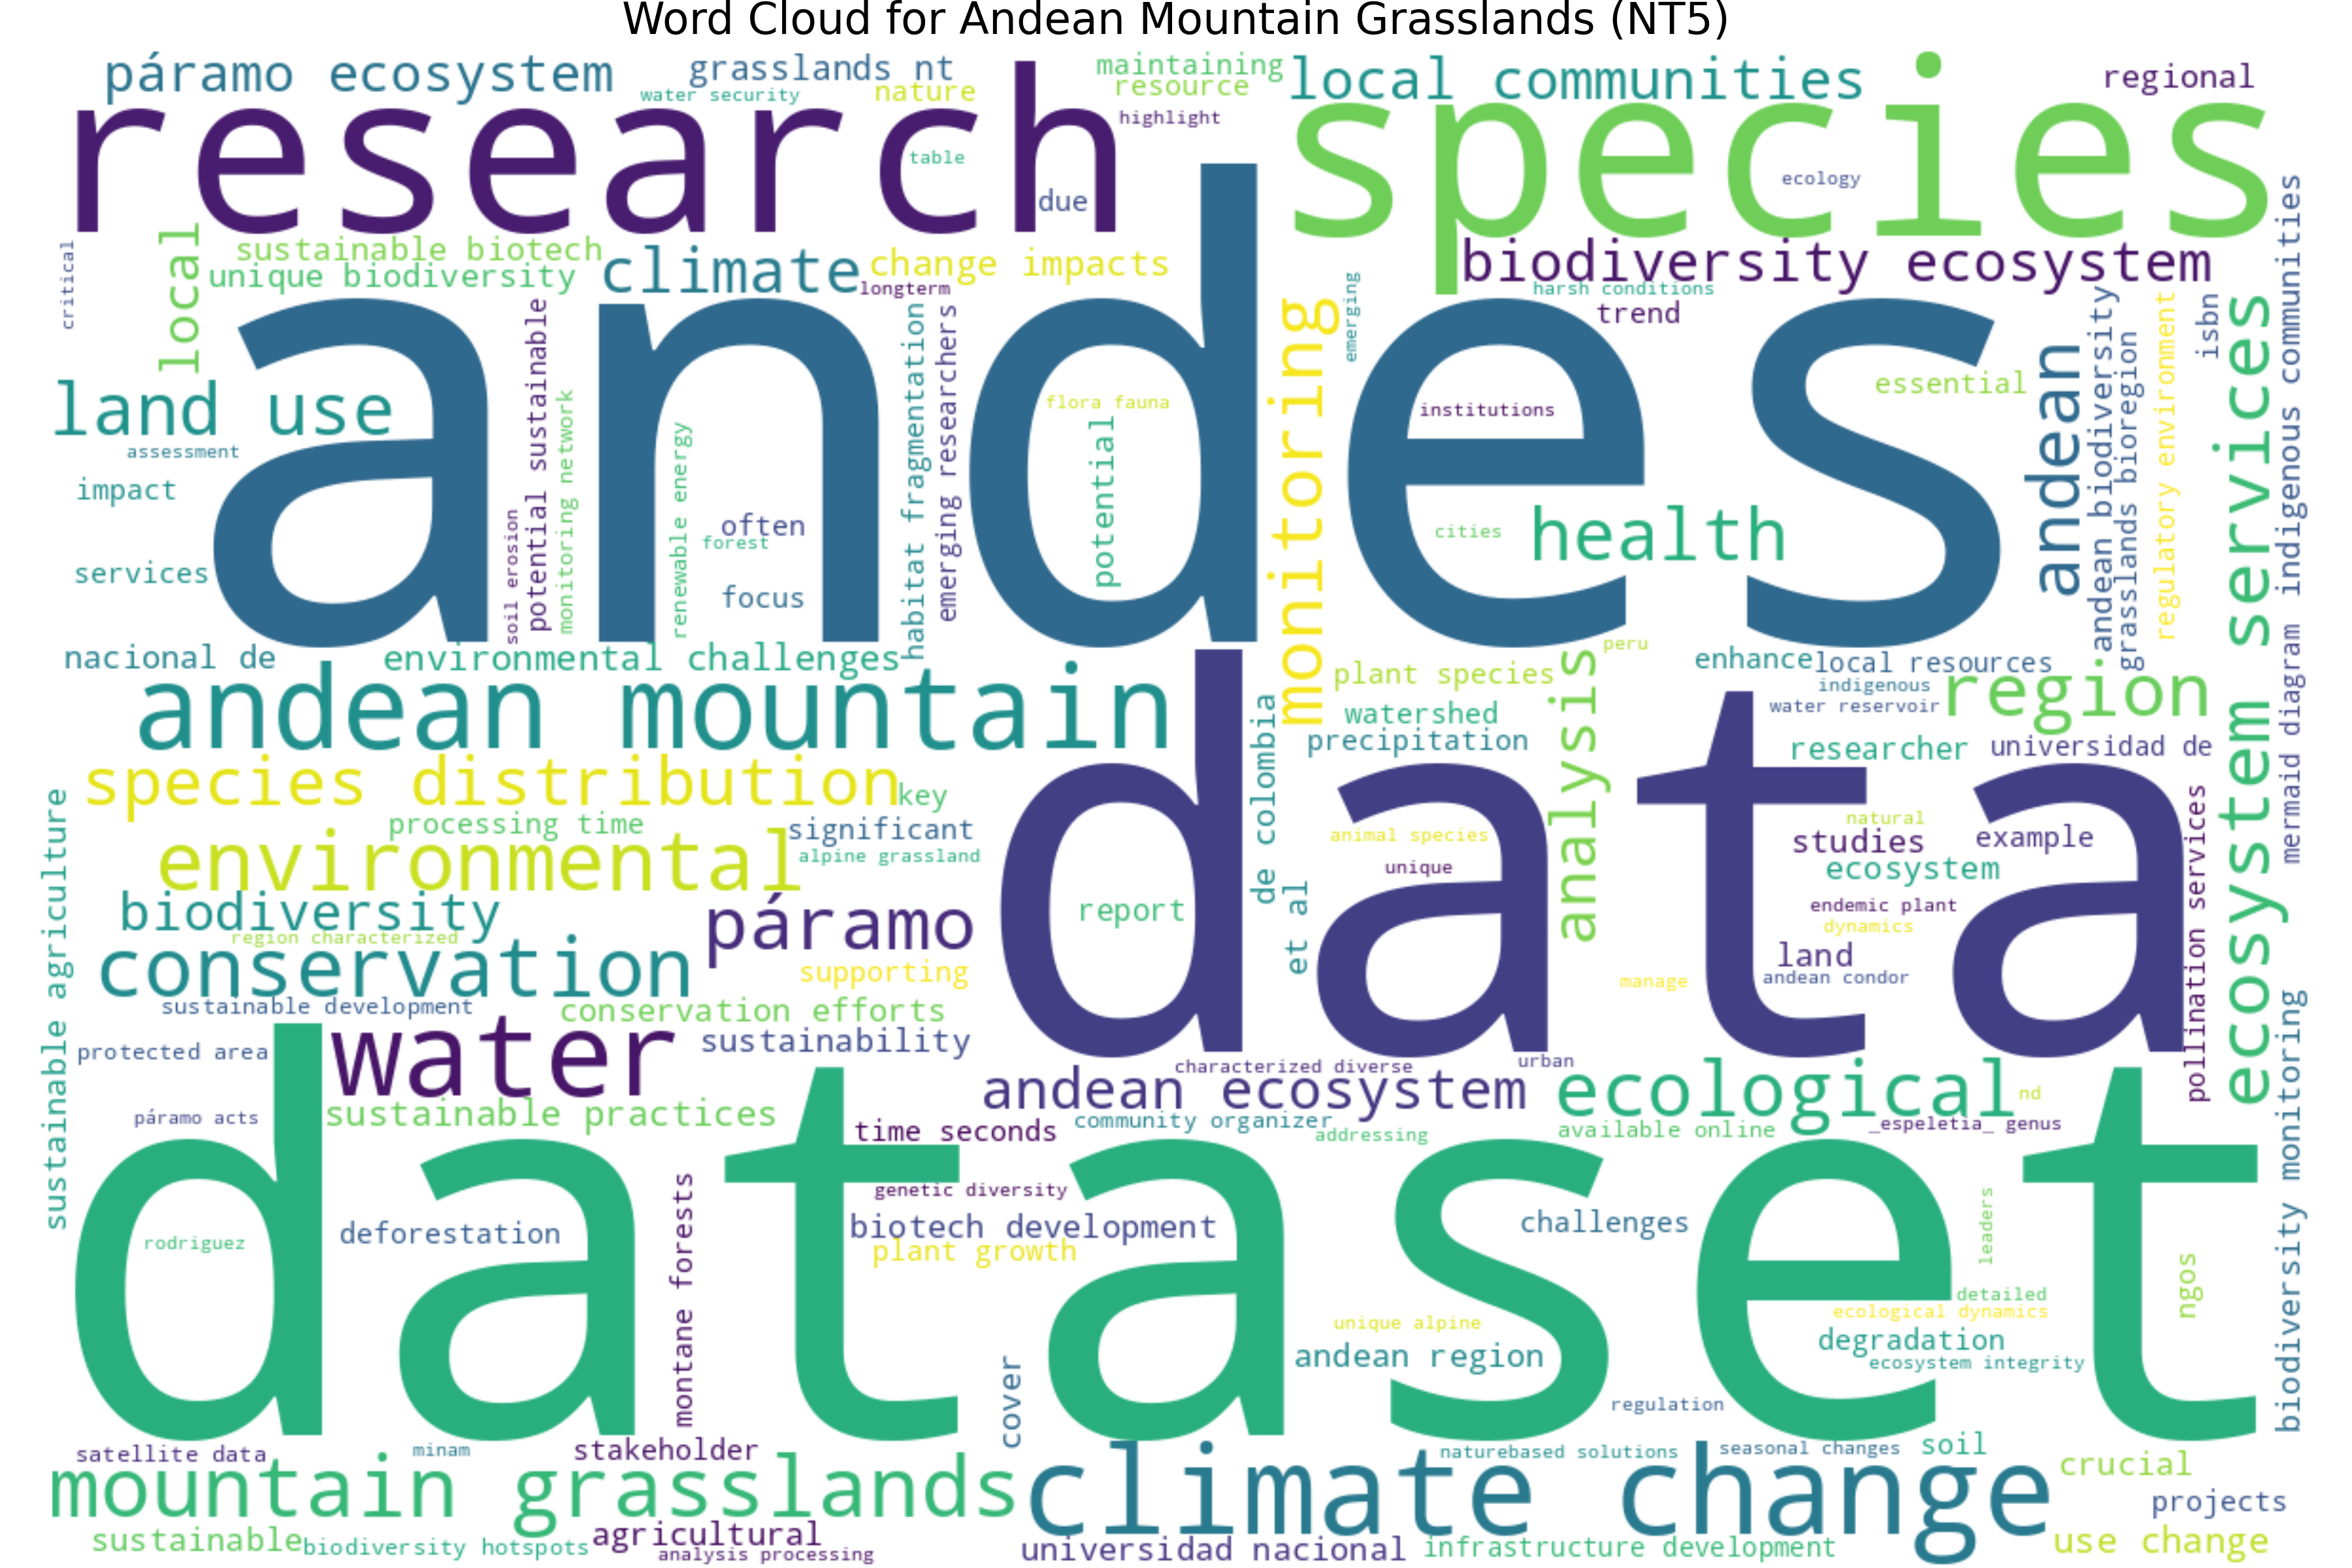 Word Cloud for Andean Mountain Grasslands (NT5)
páramo ecosystem
grasslands nt
water security
nature
maintaining
resource
highlight
local communities
regional
research
species
table
due
ecology
critical
local
sustainable biotech
unique biodiversity
climate
change impacts
longterm
biodiversity ecosystem
harsh conditions
trend
emerging
monitoring
andes
land use
assessment
impact
services
soil erosion
potential sustainable
monitoring network
renewable energy
often
forest
focus
habitat fragmentation
emerging researchers
flora fauna
potential
institutions
cities
health
essential
andean
andean biodiversity
grasslands bioregion
regulatory environment
isbn
ecosystem services
indigenous communities
mermaid diagram
nacional de
environmental challenges
andean mountain
peru
plant species
watershed
precipitation
analysis
enhance
local resources
indigenous
water reservoir
region
researcher
universidad de
de colombia
et al
data
species distribution
key
processing time
significant
environmental
alpine grassland
biodiversity
region characterized
páramo
conservation
supporting
sustainable agriculture
report
animal species
unique
manage
natural
studies
example
ecosystem
endemic plant
dynamics
land
andean condor
pollination services
sustainable development
conservation efforts
protected area
water
sustainability
characterized diverse
urban
andean ecosystem
ecological
nd
páramo acts
sustainable practices
time seconds
community organizer
addressing
available online
_espeletia_ genus
biodiversity monitoring
dataset
rodriguez
deforestation
montane forests
genetic diversity
biotech development
plant growth
challenges
leaders
ngos
detailed
ecological dynamics
unique alpine
andean region
degradation
ecosystem integrity
cover
regulation
satellite data
minam
stakeholder
mountain grasslands
climate change
naturebased solutions
seasonal changes
soil
crucial
projects
sustainable
biodiversity hotspots
agricultural
analysis processing
universidad nacional
infrastructure development
use change